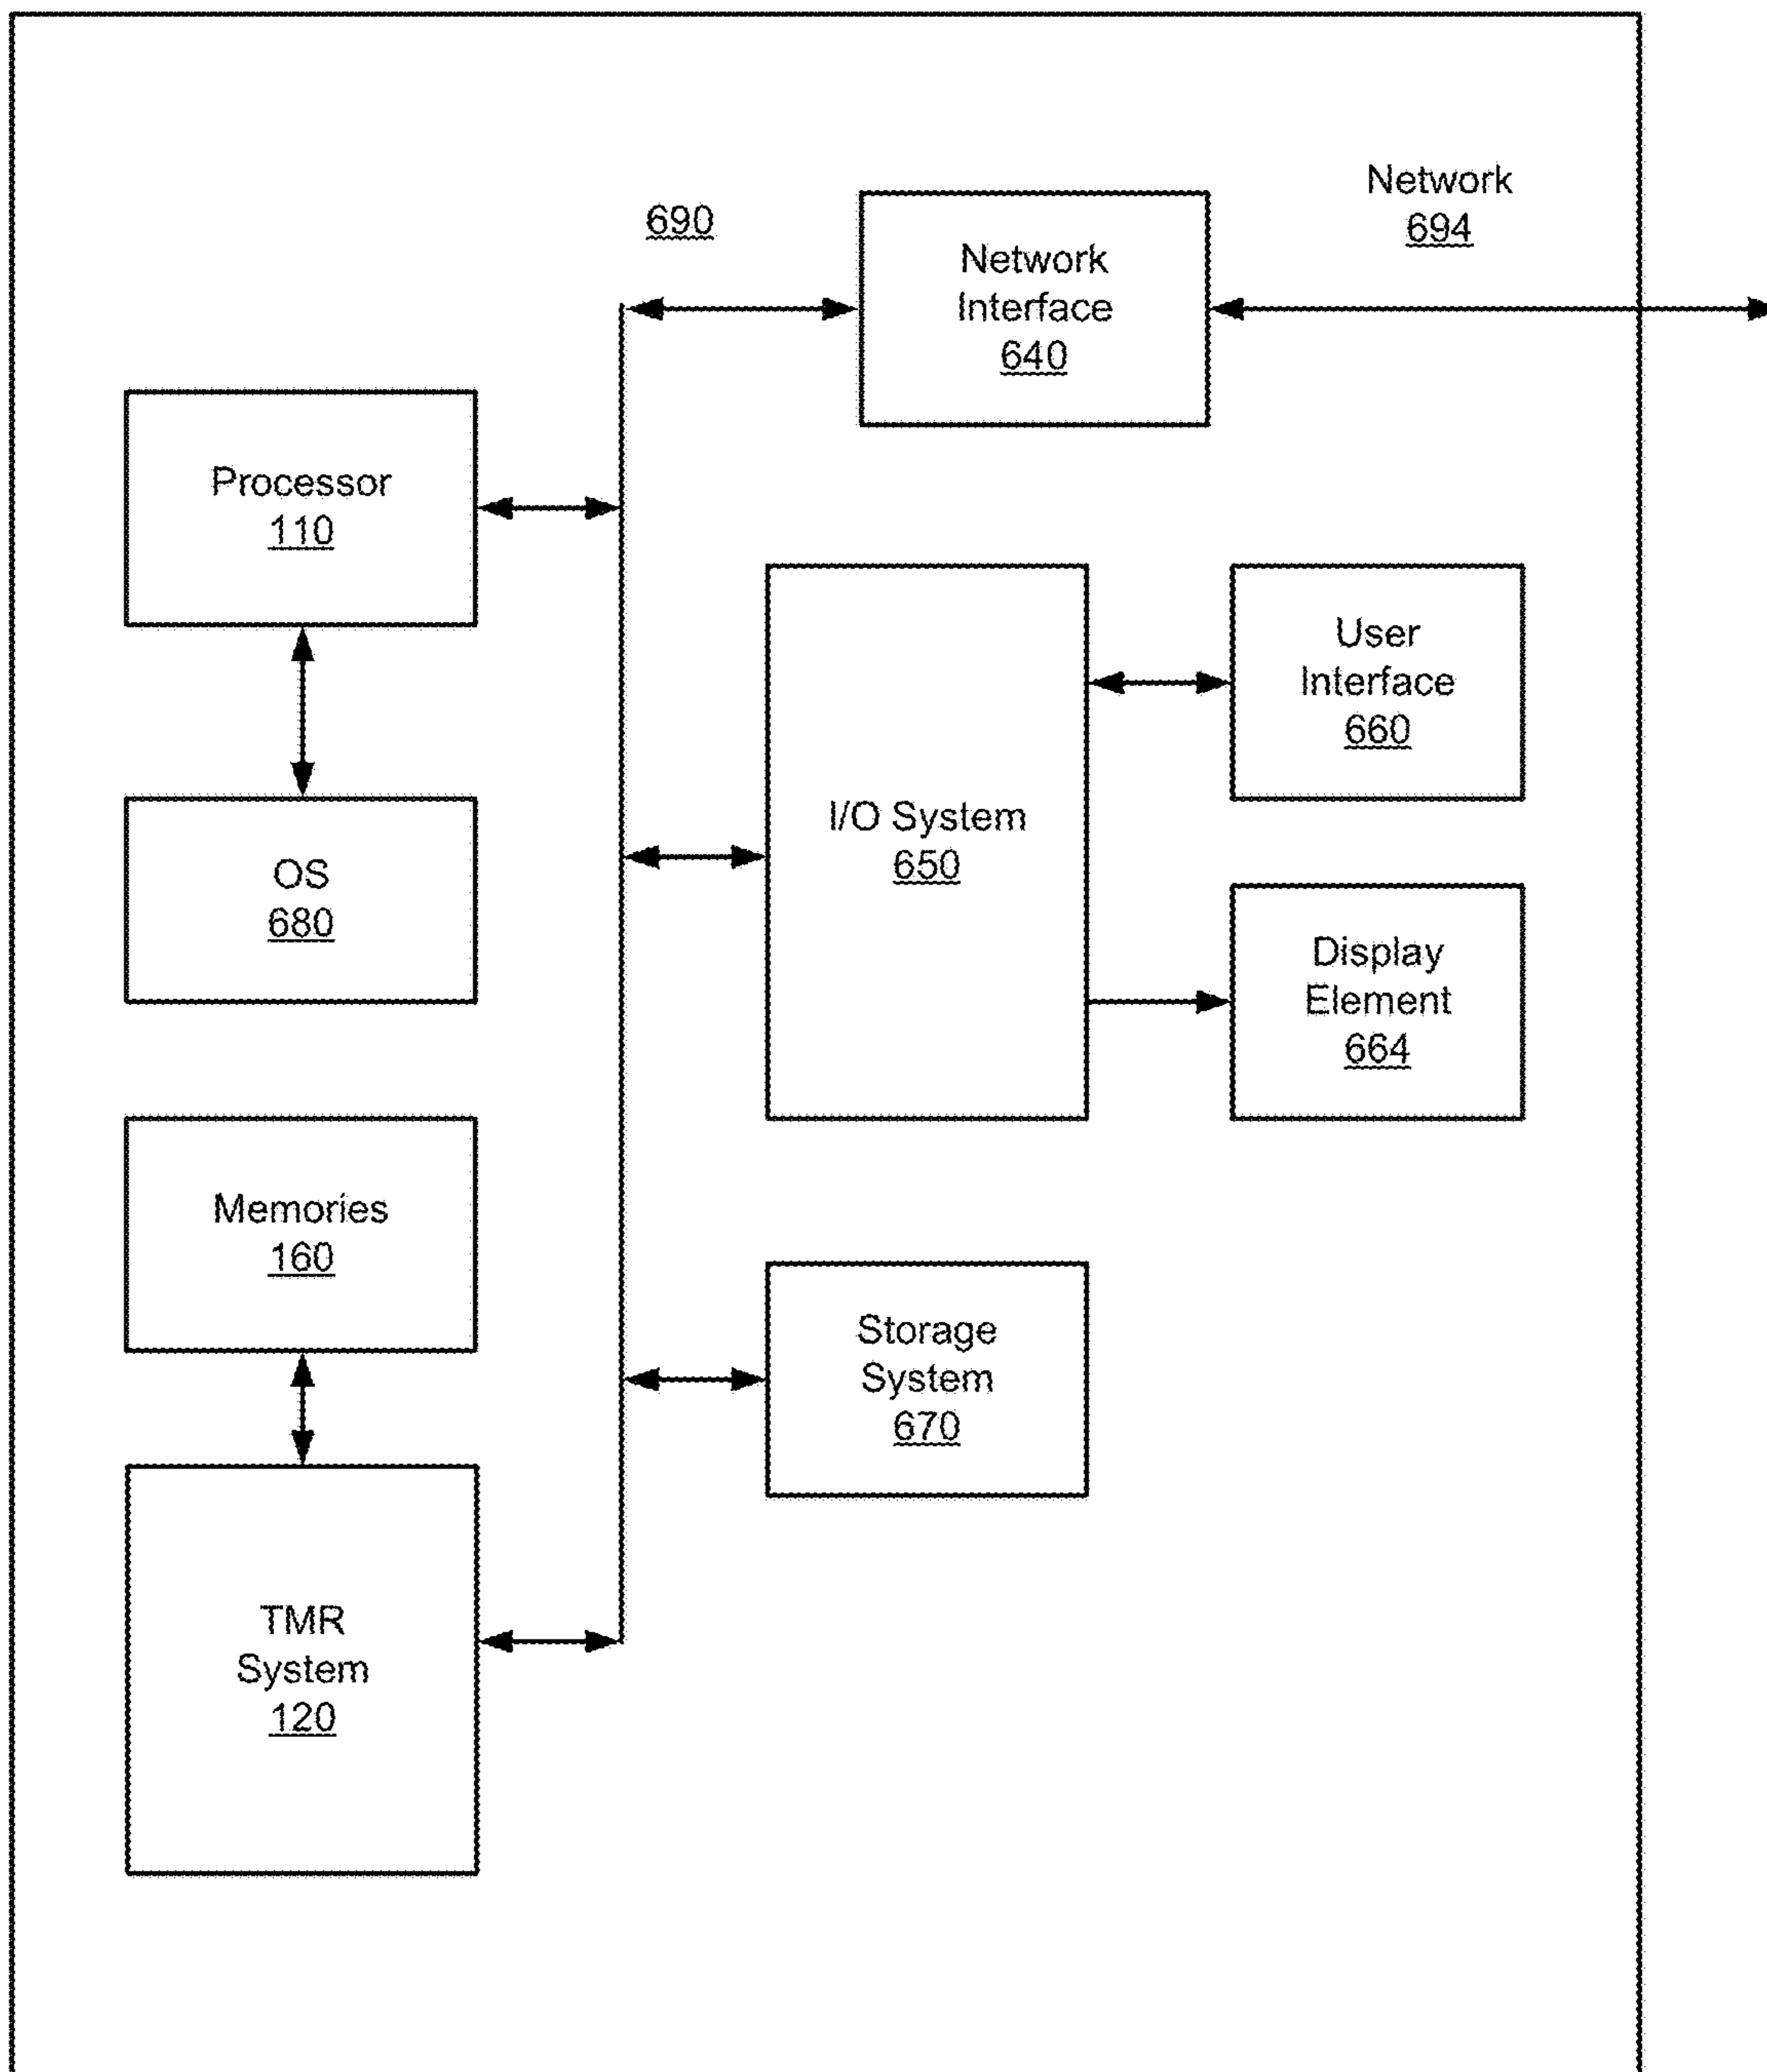 Network
694
690
Network
Interface
640
Processor
110
User
Interface
660
I/O System
650
OS
680
Display
Element
664
Memories
160
Storage
System
670
TMR
System
120